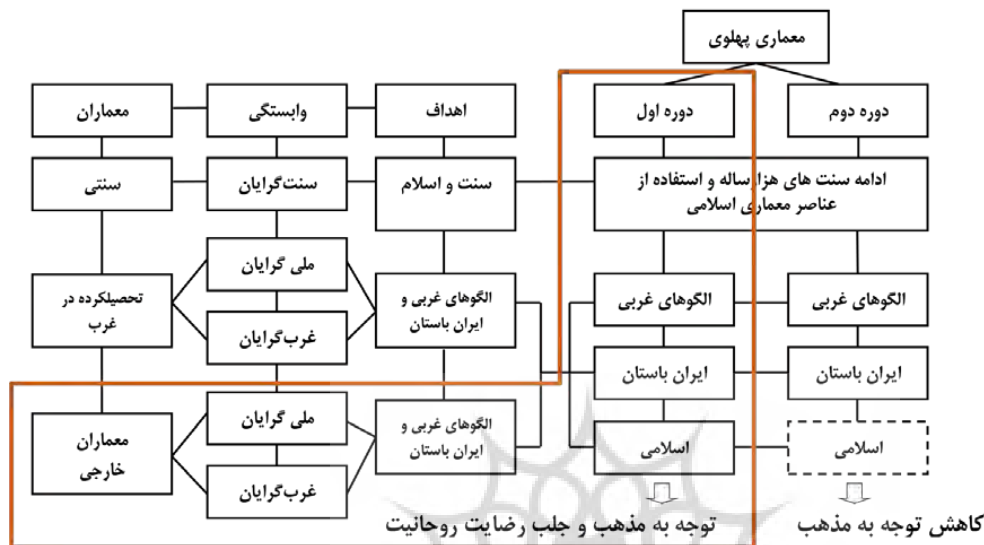 معماری پهلوی
دوره دوم
دوره اول
اهداف
وابستگی
معماران
ادامه سنت های هزارساله و استفاده از
عناصر معماری اسلامی
سنت و اسلام
سنت‌گرایان
سنتی
ملی گرایان
الگوهای غربی
الگوهای غربی
الگوهای غربی و
ایران باستان
تحصیلکرده در
غرب
غرب‌گرایان
ایران باستان
ایران باستان
ملی گرایان
اسلامی
اسلامی
الگوهای غربی و
ایران باستان
معماران
خارجی
غرب‌گرایان
کاهش توجه به مذهب
توجه به مذهب و جلب رضایت روحانیت